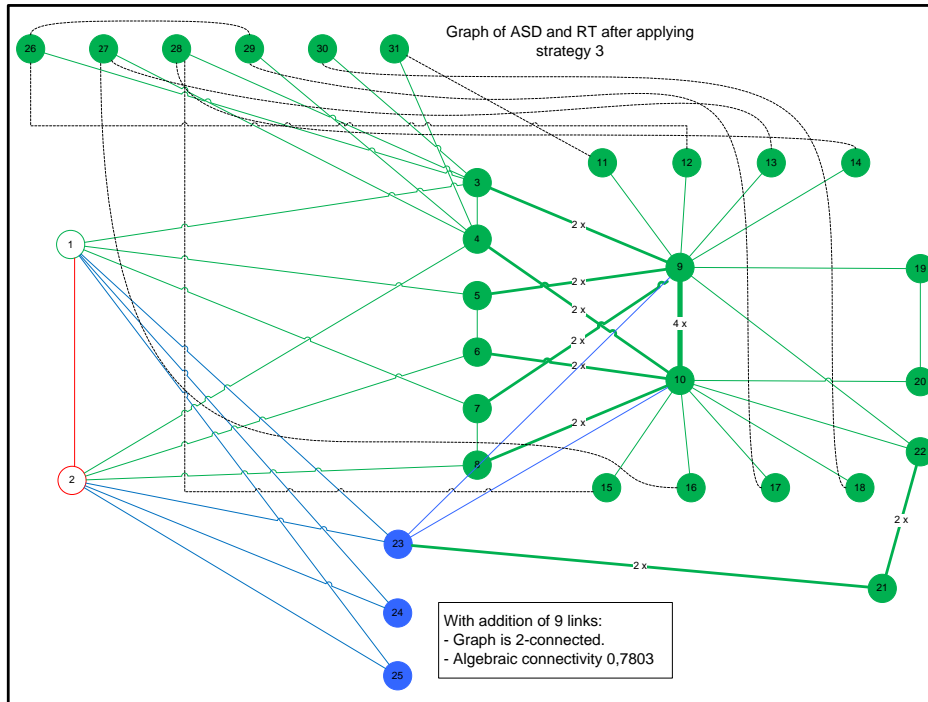 Graph of ASD and RT after applying
strategy 3
26
27
28
29
30
31
11
12
13
14
3
1
2 x
4
9
19
5
2 x
2 x
4 x
6
2 x
2 x
10
20
7
2 x
8
22
2
15
16
17
18
2 x
23
2 x
21
24
With addition of 9 links:
- Graph is 2-connected.
- Algebraic connectivity 0,7803
25